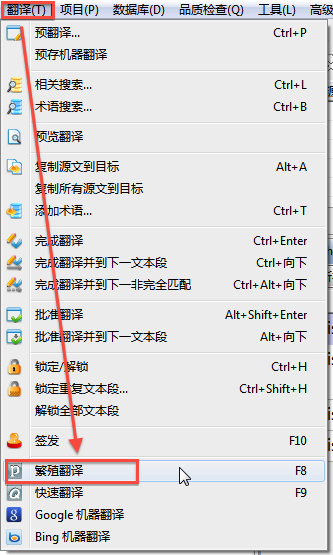 翻译(T) 项目(P) 数据库(D) 品质检查(Q) 工具(L) 高级
预翻译... Ctrl+P
预存机器翻译
相关搜索... Ctrl+L
术语搜索... Ctrl+B
预览翻译
复制源文到目标 Alt+A
复制所有源文到目标
添加术语... Ctrl+T
完成翻译 Ctrl+Enter
完成翻译并到下一文本段 Ctrl+向下
完成翻译并到下一非完全匹配 Ctrl+Alt+向下
批准翻译 Alt+Shift+Enter
批准翻译并到下一文本段 Alt+向下
锁定/解锁 Ctrl+H
锁定重复文本段... Ctrl+Shift+H
解锁全部文本段
签发 F10
繁殖翻译 F8
快速翻译 F9
Google 机器翻译
Bing 机器翻译